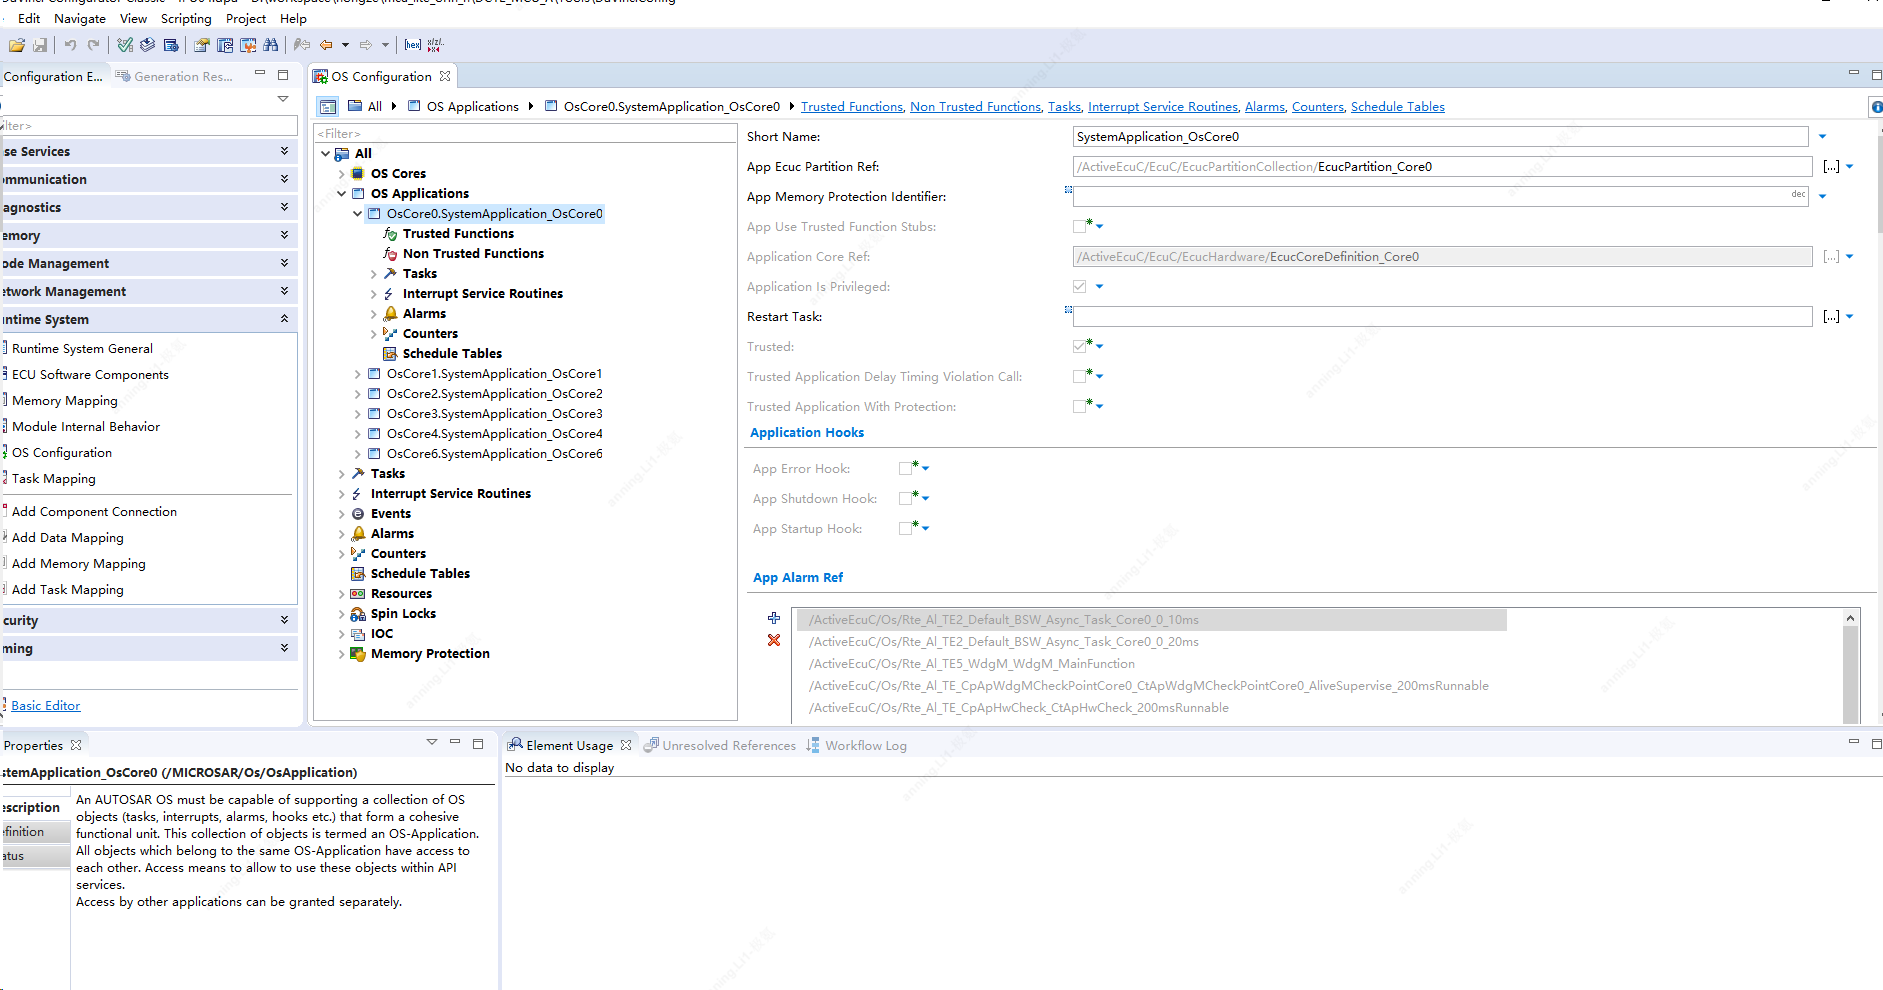 Edit Navigate View Scripting Project Help
Configuration E...
Generation Res...
OS Configuration
All
OS Applications
OsCore0.SystemApplication_OsCore0
Trusted Functions, Non Trusted Functions, Tasks, Interrupt Service Routines, Alarms, Counters, Schedule Tables
se Services
mmunication
agnostics
emory
ode Management
etwork Management
untime System
Runtime System General
ECU Software Components
Memory Mapping
Module Internal Behavior
OS Configuration
Task Mapping
Add Component Connection
Add Data Mapping
Add Memory Mapping
Add Task Mapping
curity
ming
Basic Editor
<Filter>
All
OS Cores
OS Applications
OsCore0.SystemApplication_OsCore0
Trusted Functions
Non Trusted Functions
Tasks
Interrupt Service Routines
Alarms
Counters
Schedule Tables
OsCore1.SystemApplication_OsCore1
OsCore2.SystemApplication_OsCore2
OsCore3.SystemApplication_OsCore3
OsCore4.SystemApplication_OsCore4
OsCore6.SystemApplication_OsCore6
Tasks
Interrupt Service Routines
Events
Alarms
Counters
Schedule Tables
Resources
Spin Locks
IOC
Memory Protection
Short Name: SystemApplication_OsCore0
App Ecuc Partition Ref: /ActiveEcuC/EcuC/EcucPartitionCollection/EcucPartition_Core0 [...]
App Memory Protection Identifier: dec
App Use Trusted Function Stubs:
Application Core Ref: /ActiveEcuC/EcuC/EcucHardware/EcucCoreDefinition_Core0 [...]
Application Is Privileged:
Restart Task: [...]
Trusted:
Trusted Application Delay Timing Violation Call:
Trusted Application With Protection:
Application Hooks
App Error Hook:
App Shutdown Hook:
App Startup Hook:
App Alarm Ref
/ActiveEcuC/Os/Rte_Al_TE2_Default_BSW_Async_Task_Core0_0_10ms
/ActiveEcuC/Os/Rte_Al_TE2_Default_BSW_Async_Task_Core0_0_20ms
/ActiveEcuC/Os/Rte_Al_TE5_WdgM_WdgM_MainFunction
/ActiveEcuC/Os/Rte_Al_TE_CpApWdgMCheckPointCore0_CtApWdgMCheckPointCore0_AliveSupervise_200msRunnable
/ActiveEcuC/Os/Rte_Al_TE_CpApHwCheck_CtApHwCheck_200msRunnable
Properties
stemApplication_OsCore0 (/MICROSAR/Os/OsApplication)
escription
efinition
atus
An AUTOSAR OS must be capable of supporting a collection of OS
objects (tasks, interrupts, alarms, hooks etc.) that form a cohesive
functional unit. This collection of objects is termed an OS-Application.
All objects which belong to the same OS-Application have access to
each other. Access means to allow to use these objects within API
services.
Access by other applications can be granted separately.
Element Usage
Unresolved References
Workflow Log
No data to display